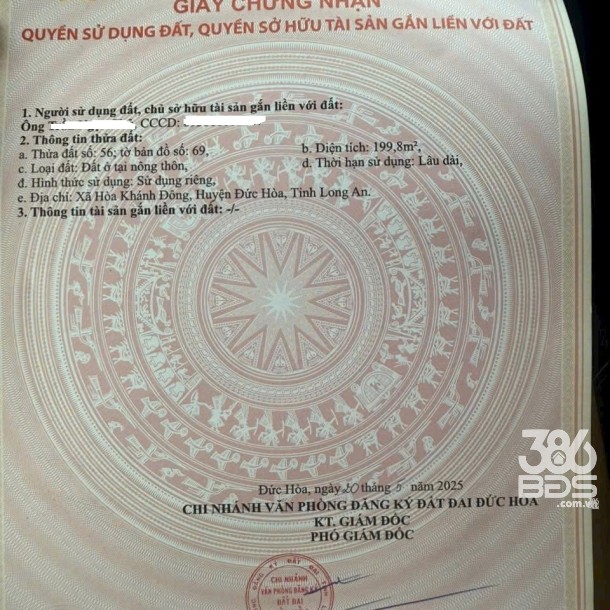 GIẤY CHỨNG NHẬN
QUYỀN SỬ DỤNG ĐẤT, QUYỀN SỞ HỮU TÀI SẢN GẮN LIỀN VỚI ĐẤT
1. Người sử dụng đất, chủ sở hữu tài sản gắn liền với đất:
Ông CCCD:
2. Thông tin thửa đất:
a. Thửa đất số: 56; tờ bản đồ số: 69, b. Diện tích: 199,8m²,
c. Loại đất: Đất ở tại nông thôn, d. Thời hạn sử dụng: Lâu dài,
đ. Hình thức sử dụng: Sử dụng riêng,
e. Địa chỉ: Xã Hòa Khánh Đông, Huyện Đức Hòa, Tỉnh Long An.
3. Thông tin tài sản gắn liền với đất: -/-
386
BĐS
.com.vn
Đức Hòa, ngày 20 tháng 5 năm 2025
CHI NHÁNH VĂN PHÒNG ĐĂNG KÝ ĐẤT ĐAI ĐỨC HÒA
KT. GIÁM ĐỐC
PHÓ GIÁM ĐỐC
CHI NHÁNH
VĂN PHÒNG ĐĂNG KÝ
ĐẤT ĐAI